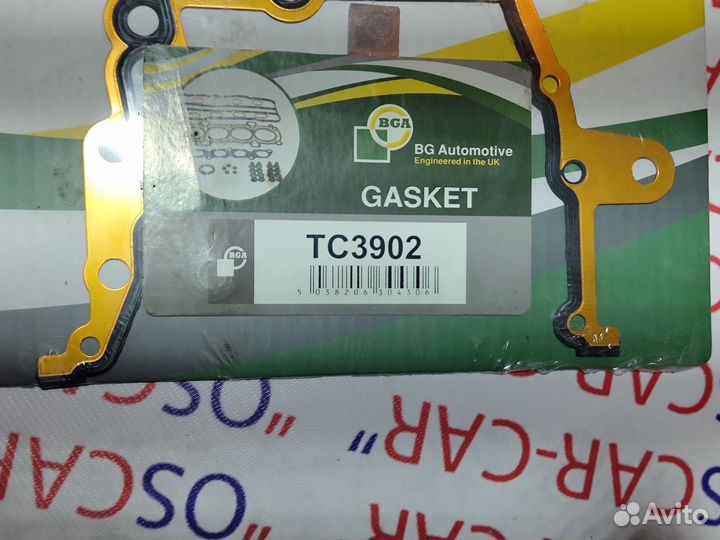 BGA
BG Automotive
Engineered in the UK
GASKET
TC3902
BGA
5 038206 304306
"OSCAR-CAR"
"OSCAR-CAR"
"OSCAR
Avito